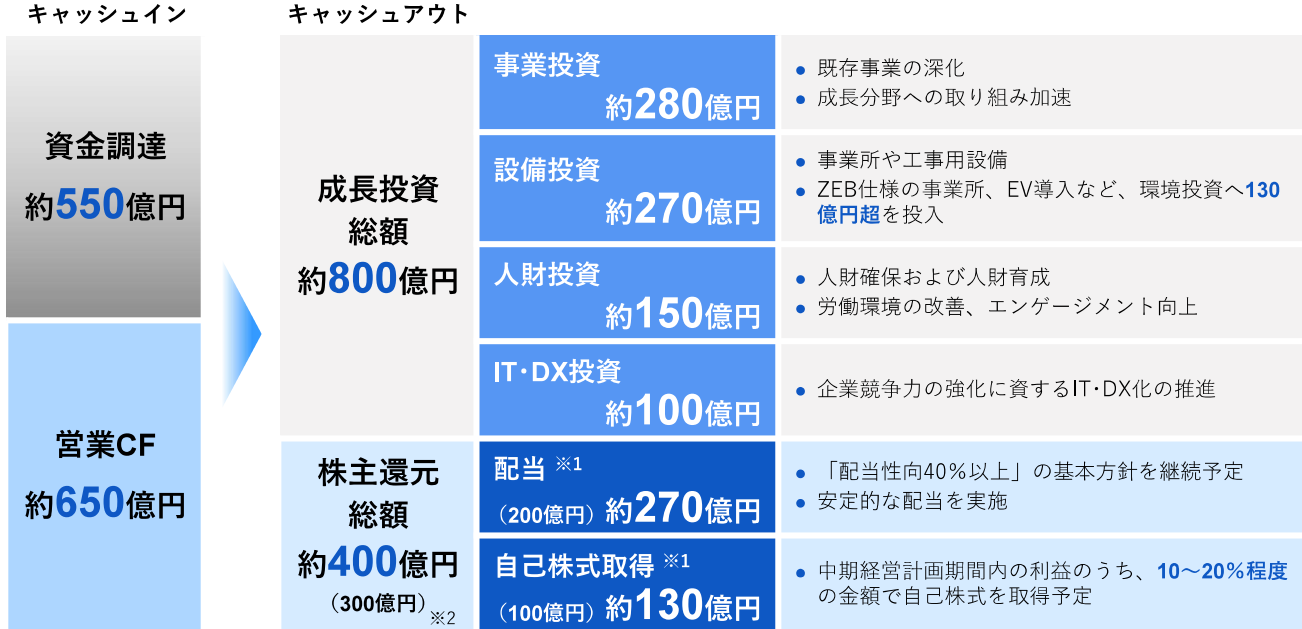 キャッシュイン
キャッシュアウト
資金調達
約550億円
営業CF
約650億円
成長投資
総額
約800億円
事業投資
約280億円
● 既存事業の深化
● 成長分野への取り組み加速
設備投資
約270億円
● 事業所や工事用設備
● ZEB仕様の事業所、EV導入など、環境投資へ130
億円超を投入
人財投資
約150億円
● 人財確保および人財育成
● 労働環境の改善、エンゲージメント向上
IT・DX投資
約100億円
● 企業競争力の強化に資するIT・DX化の推進
株主還元
総額
約400億円
（300億円）※2
配当 ※1
（200億円）約270億円
● 「配当性向40%以上」の基本方針を継続予定
● 安定的な配当を実施
自己株式取得 ※1
（100億円）約130億円
● 中期経営計画期間内の利益のうち、10～20%程度
の金額で自己株式を取得予定